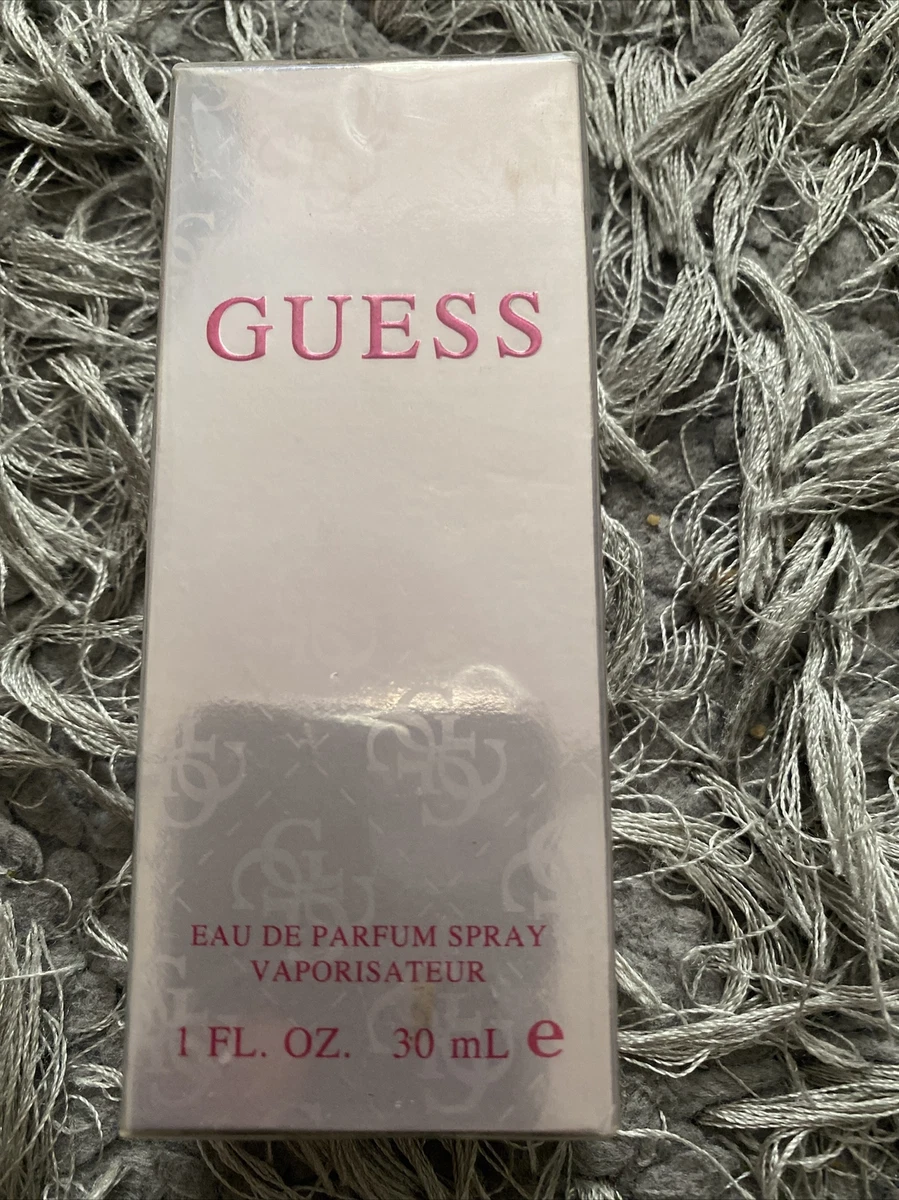 GUESS
EAU DE PARFUM SPRAY
VAPORISATEUR
1 FL. OZ. 30 mL e